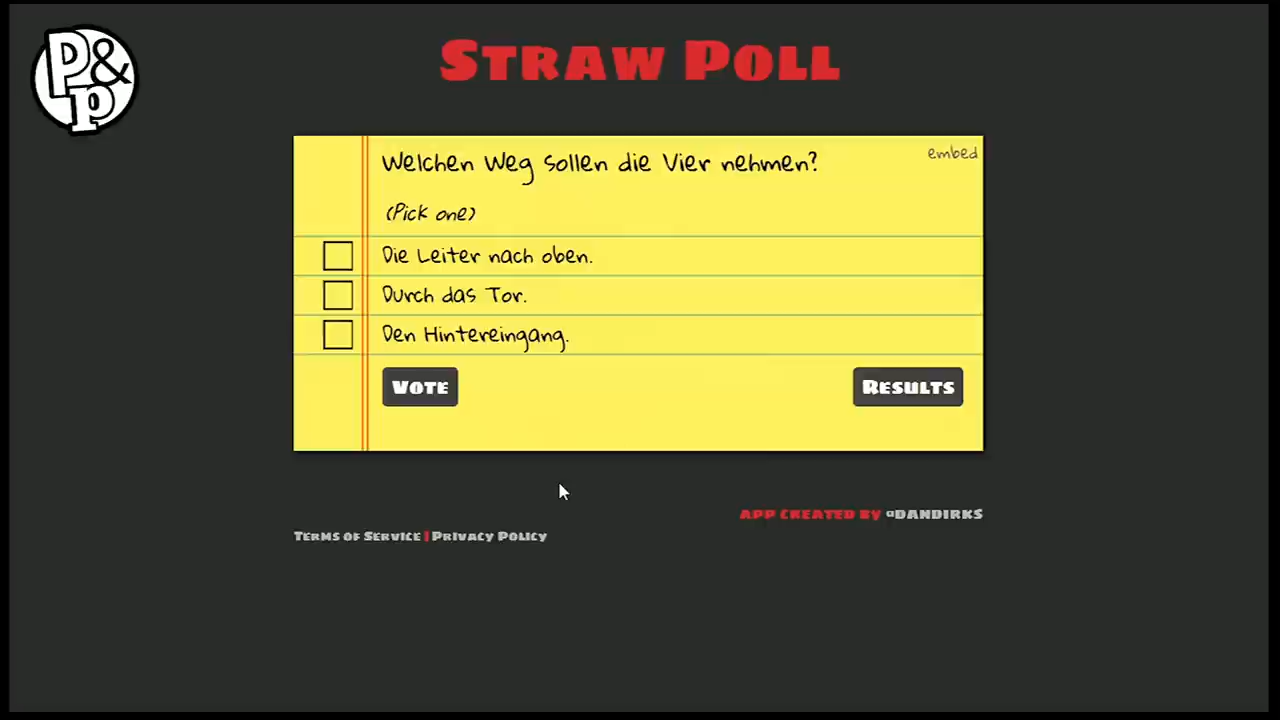 P&P
STRAW POLL
Welchen Weg sollen die Vier nehmen?
embed
(Pick one)
Die Leiter nach oben.
Durch das Tor.
Den Hintereingang.
VOTE
RESULTS
APP CREATED BY @DANDIRKS
TERMS OF SERVICE | PRIVACY POLICY